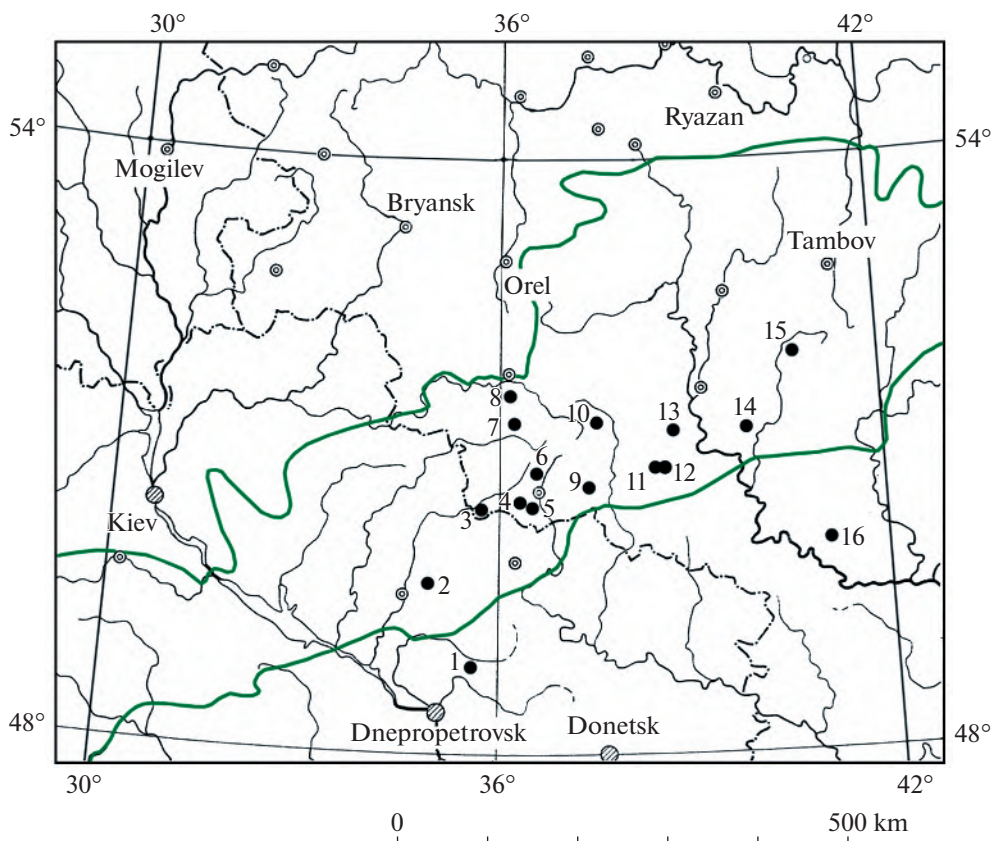 30° 36° 42°
54° 54°
Ryazan
Mogilev
Bryansk
Tambov
Orel
15
8
10
13
14
7
6
11 12
9
4
3 5
Kiev
16
2
1
48° 48°
Dnepropetrovsk Donetsk
30° 36° 42°
0 500 km